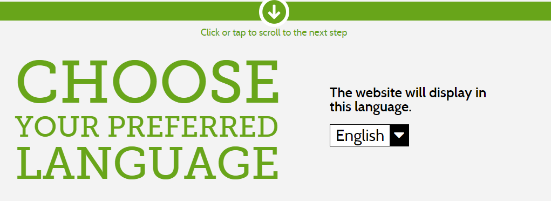 Click or tap to scroll to the next step
CHOOSE
YOUR PREFERRED
LANGUAGE
The website will display in
this language.
English